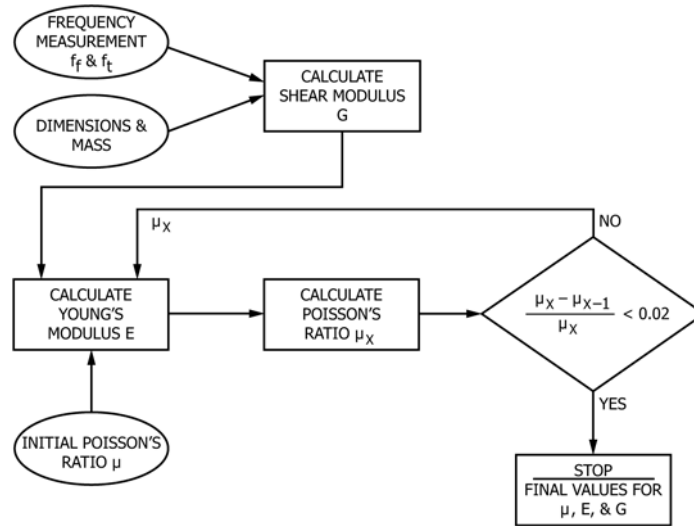 FREQUENCY
MEASUREMENT
f_f & f_t
CALCULATE
SHEAR MODULUS
G
DIMENSIONS &
MASS
μ_X
NO
CALCULATE
YOUNG'S
MODULUS E
CALCULATE
POISSON'S
RATIO μ_X
μ_X − μ_X−1
μ_X
< 0.02
YES
INITIAL POISSON'S
RATIO μ
STOP
FINAL VALUES FOR
μ, E, & G